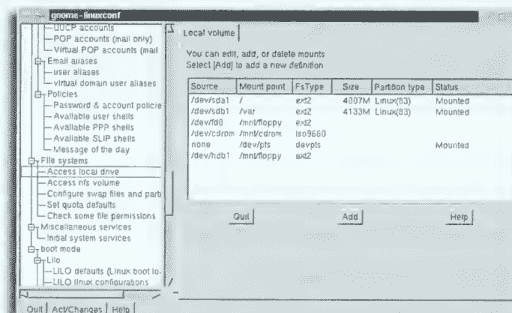 gnome-linuxconf
UUCP accounts
POP accounts (mail only)
Virtual POP accounts (mail
Email aliases
user aliases
virtual domain user aliases
Policies
Password & account policie
Available user shells
Available PPP shells
Available SLIP shells
Message of the day
File systems
Access local drive
Access nfs volume
Configure swap files and parti
Set quota defaults
Check some file permissions
Miscellaneous services
Initial system services
boot mode
Lilo
LILO defaults (Linux boot lo-
LILO linux configurations
Quit Act/Changes Help
Local volume
You can edit, add, or delete mounts
Select [Add] to add a new definition
Source Mount point FsType Size Partition type Status
/dev/sda1 / ext2 4007M Linux(83) Mounted
/dev/sdb1 /var ext2 4133M Linux(83) Mounted
/dev/fd0 /mnt/floppy ext2
/dev/cdrom /mnt/cdrom iso9660
none /dev/pts devpts Mounted
/dev/hdb1 /mnt/floppy ext2
Quit Add Help